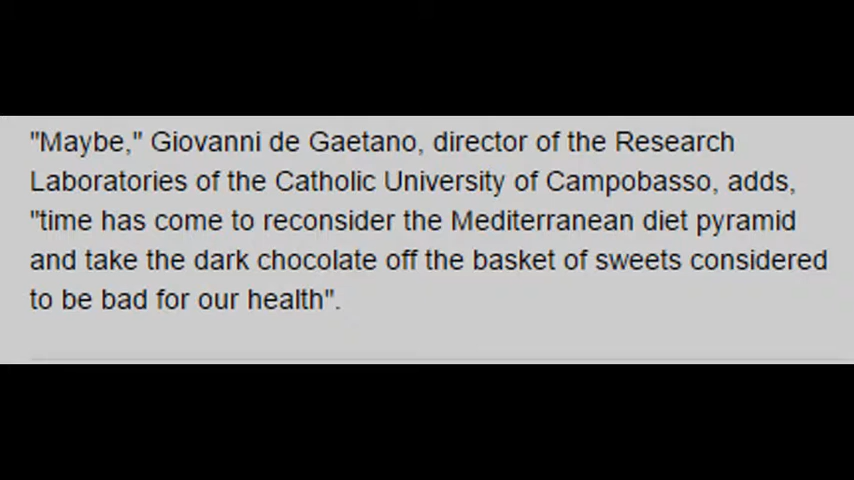 "Maybe," Giovanni de Gaetano, director of the Research
Laboratories of the Catholic University of Campobasso, adds,
"time has come to reconsider the Mediterranean diet pyramid
and take the dark chocolate off the basket of sweets considered
to be bad for our health".